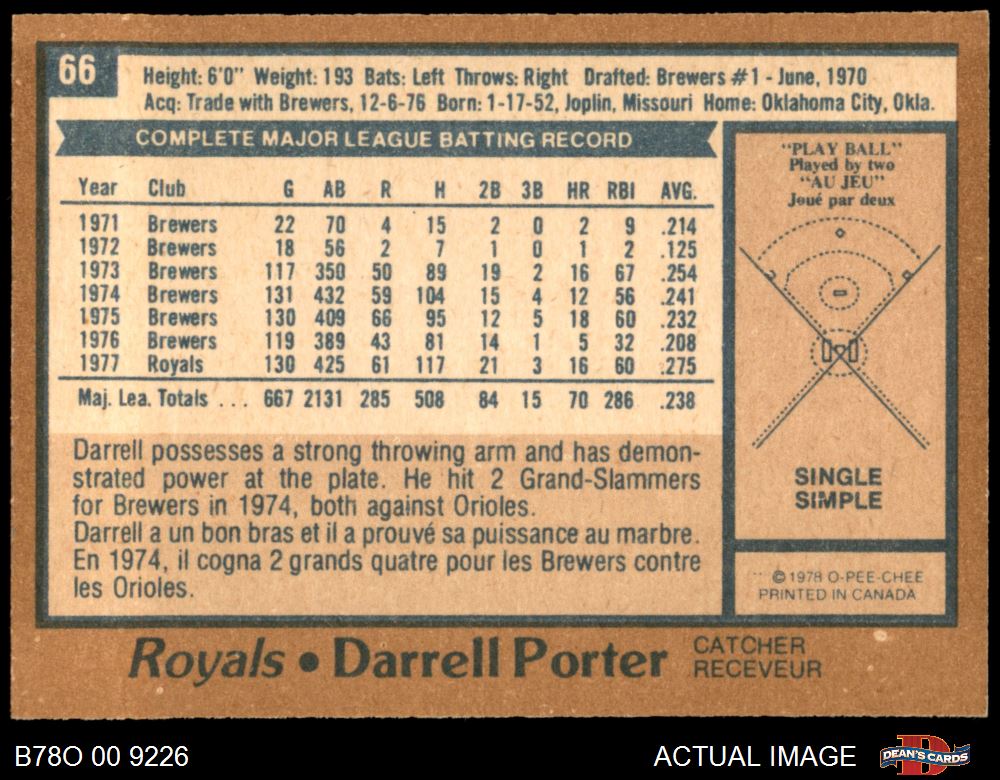 66
Height: 6'0" Weight: 193 Bats: Left Throws: Right Drafted: Brewers #1 - June, 1970
Acq: Trade with Brewers, 12-6-76 Born: 1-17-52, Joplin, Missouri Home: Oklahoma City, Okla.
COMPLETE MAJOR LEAGUE BATTING RECORD
Year Club G AB R H 2B 3B HR RBI AVG.
1971 Brewers 22 70 4 15 2 0 2 9 .214
1972 Brewers 18 56 2 7 1 0 1 2 .125
1973 Brewers 117 350 50 89 19 2 16 67 .254
1974 Brewers 131 432 59 104 15 4 12 56 .241
1975 Brewers 130 409 66 95 12 5 18 60 .232
1976 Brewers 119 389 43 81 14 1 5 32 .208
1977 Royals 130 425 61 117 21 3 16 60 .275
Maj. Lea. Totals ... 667 2131 285 508 84 15 70 286 .238
Darrell possesses a strong throwing arm and has demon-
strated power at the plate. He hit 2 Grand-Slammers
for Brewers in 1974, both against Orioles.
Darrell a un bon bras et il a prouvé sa puissance au marbre.
En 1974, il cogna 2 grands quatre pour les Brewers contre
les Orioles.
"PLAY BALL"
Played by two
"AU JEU"
Joué par deux
SINGLE
SIMPLE
© 1978 O-PEE-CHEE
PRINTED IN CANADA
Royals • Darrell Porter
CATCHER
RECEVEUR
B78O 00 9226
ACTUAL IMAGE
DEAN'S CARDS